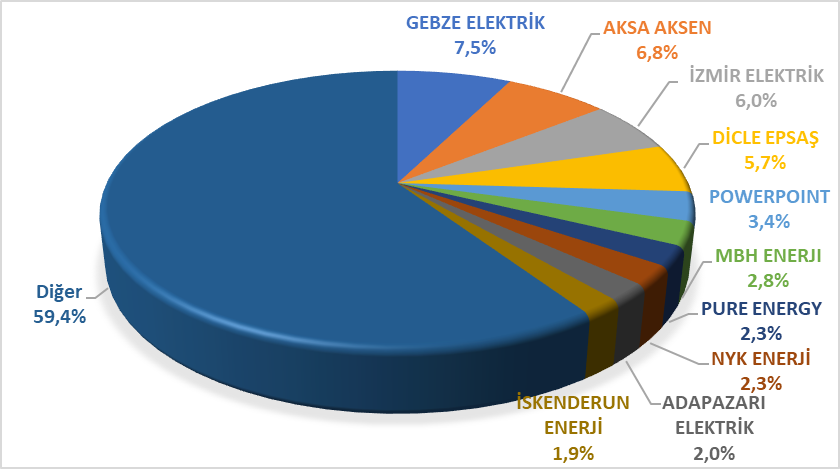 GEBZE ELEKTRİK
7,5%
AKSA AKSEN
6,8%
İZMİR ELEKTRİK
6,0%
DİCLE EPSAŞ
5,7%
POWERPOINT
3,4%
MBH ENERJI
2,8%
PURE ENERGY
2,3%
NYK ENERJİ
2,3%
ADAPAZARI
ELEKTRİK
2,0%
İSKENDERUN
ENERJİ
1,9%
Diğer
59,4%